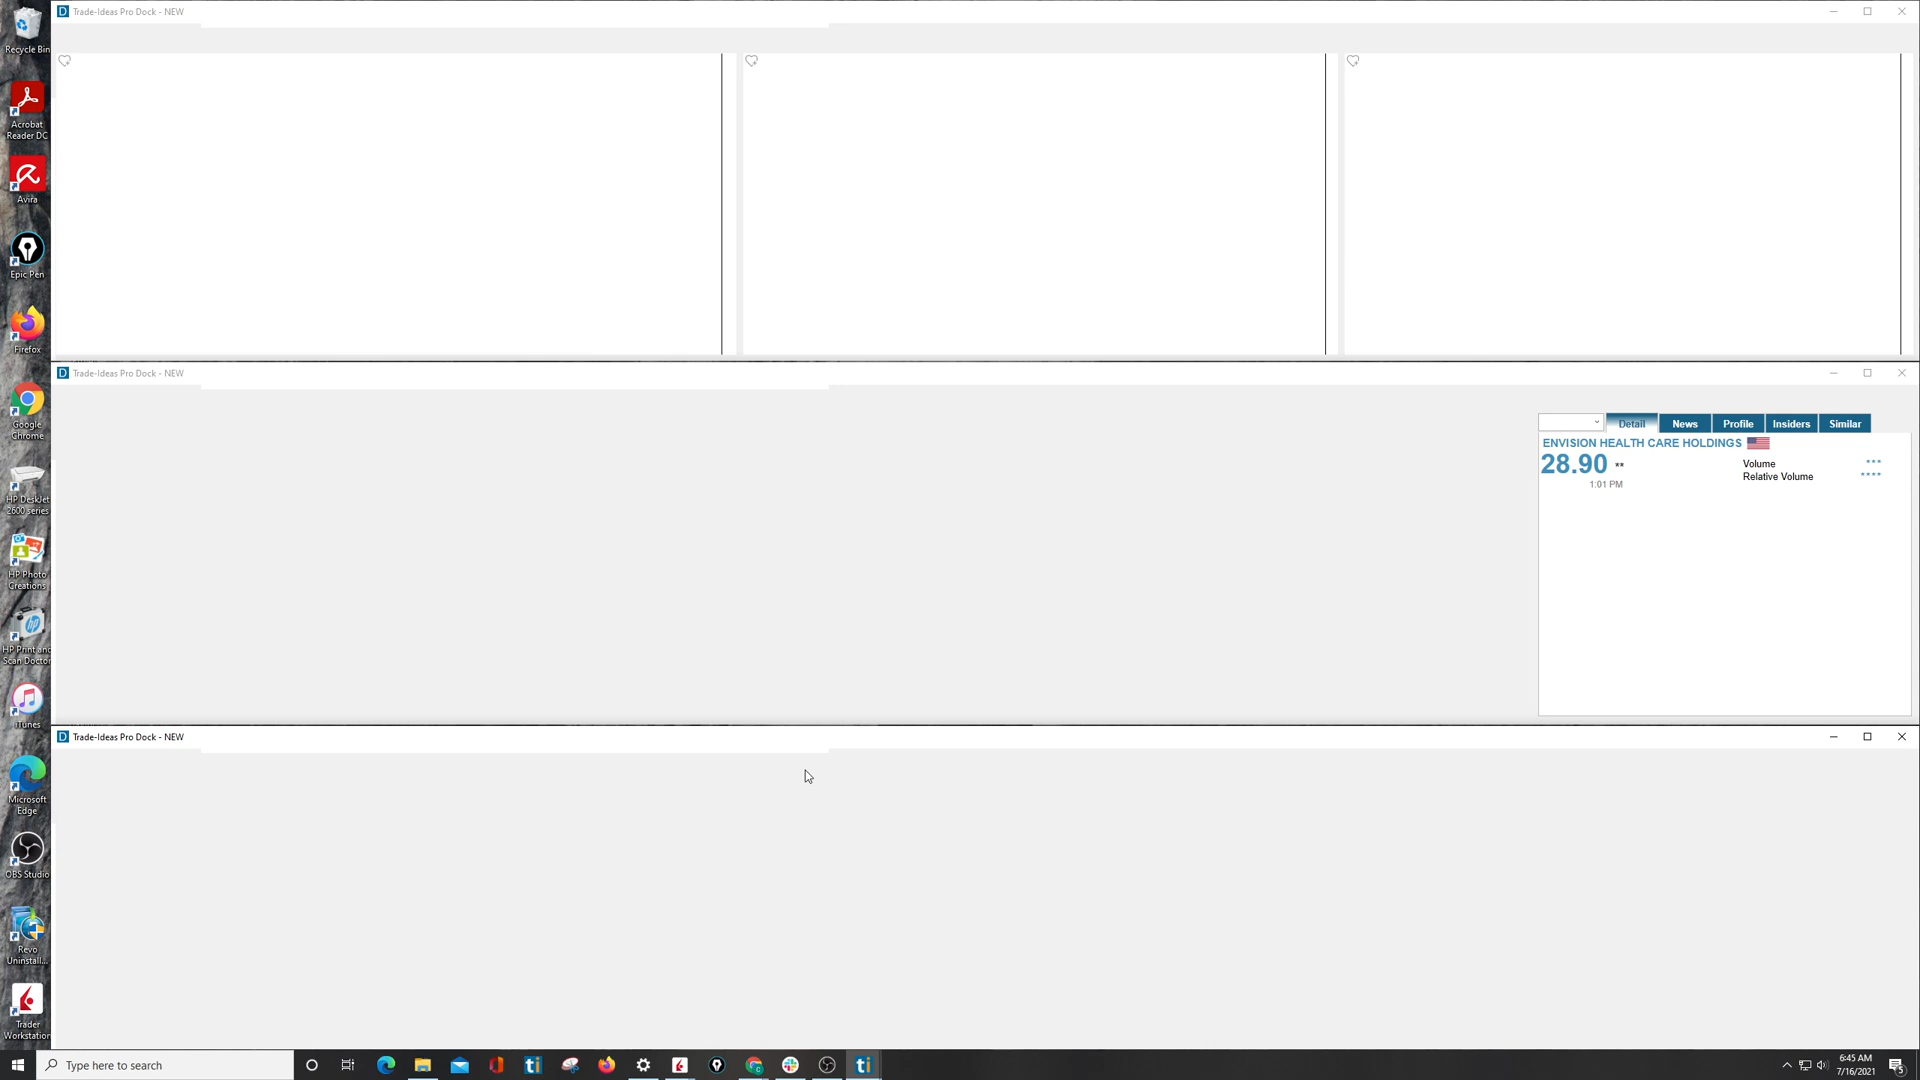 Trade-Ideas Pro Dock - NEW
Recycle Bin
Acrobat
Reader DC
Avira
Epic Pen
Firefox
Trade-Ideas Pro Dock - NEW
Google
Chrome
Detail
News
Profile
Insiders
Similar
ENVISION HEALTH CARE HOLDINGS
28.90 **
Volume ***
Relative Volume ****
1:01 PM
HP DeskJet
2600 series
HP Photo
Creations
HP Print and
Scan Doctor
iTunes
Trade-Ideas Pro Dock - NEW
Microsoft
Edge
OBS Studio
Revo
Uninstall...
Trader
Workstation
Type here to search
ti
ti
6:45 AM
7/16/2021
5